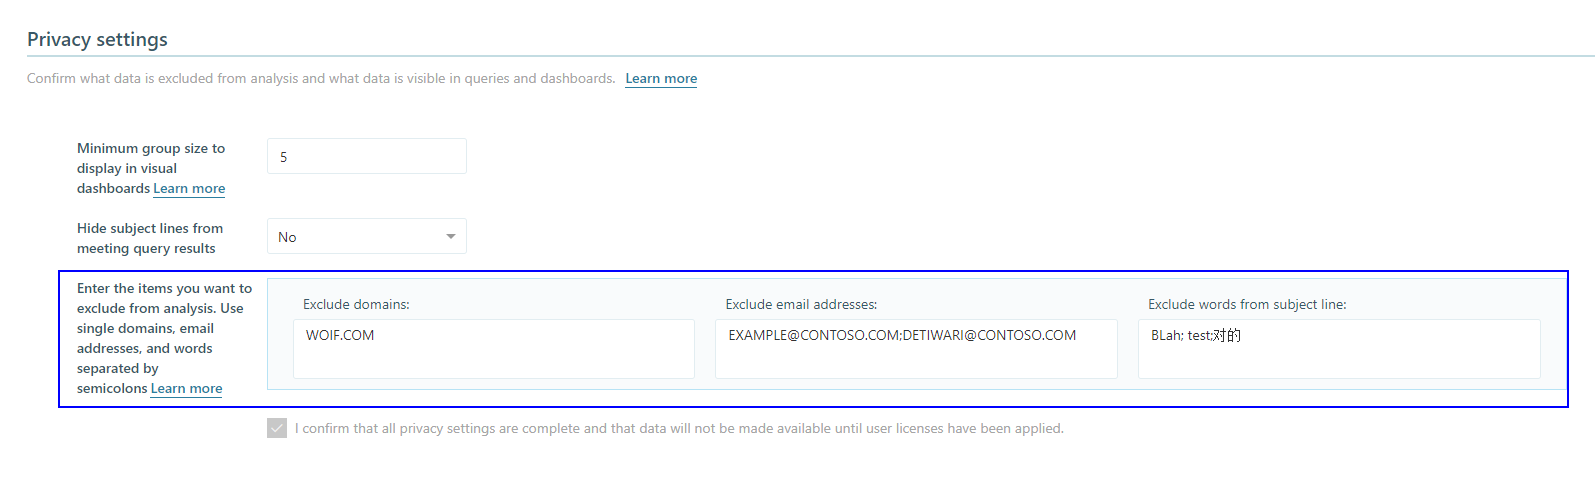 Privacy settings
Confirm what data is excluded from analysis and what data is visible in queries and dashboards. Learn more
Minimum group size to
display in visual
dashboards Learn more
5
Hide subject lines from
meeting query results
No
Enter the items you want to
exclude from analysis. Use
single domains, email
addresses, and words
separated by
semicolons Learn more
Exclude domains:
WOIF.COM
Exclude email addresses:
EXAMPLE@CONTOSO.COM;DETIWARI@CONTOSO.COM
Exclude words from subject line:
BLah; test;对的
I confirm that all privacy settings are complete and that data will not be made available until user licenses have been applied.